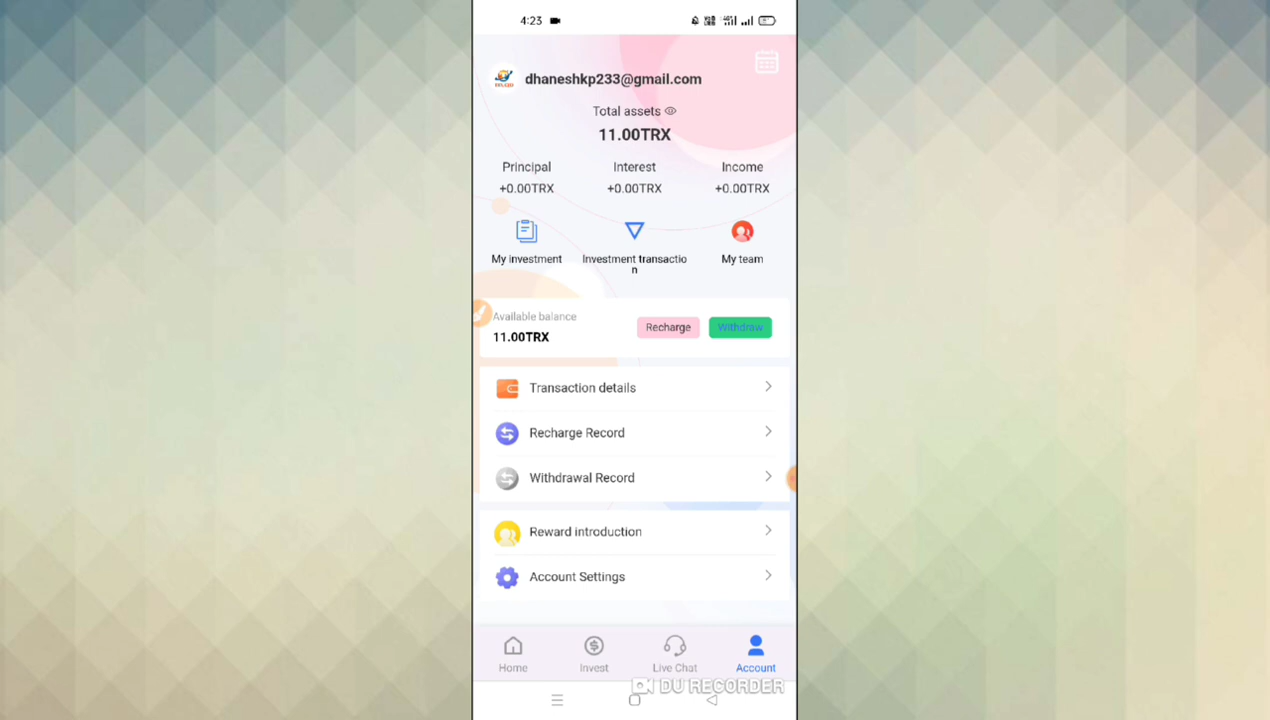 4:23
dhaneshkp233@gmail.com
Total assets
11.00TRX
Principal Interest Income
+0.00TRX +0.00TRX +0.00TRX
My investment Investment transactio My team
n
Available balance
11.00TRX
Recharge Withdraw
Transaction details
Recharge Record
Withdrawal Record
Reward introduction
Account Settings
Home Invest Live Chat Account
DU RECORDER